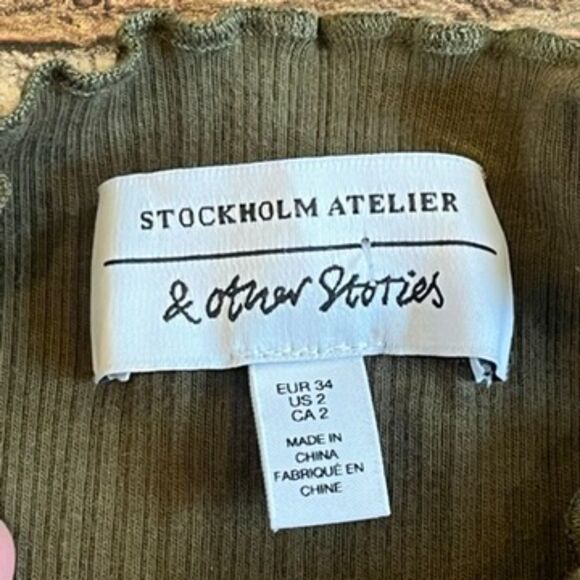 STOCKHOLM ATELIER
& other Stories
EUR 34
US 2
CA 2
MADE IN
CHINA
FABRIQUÉ EN
CHINE